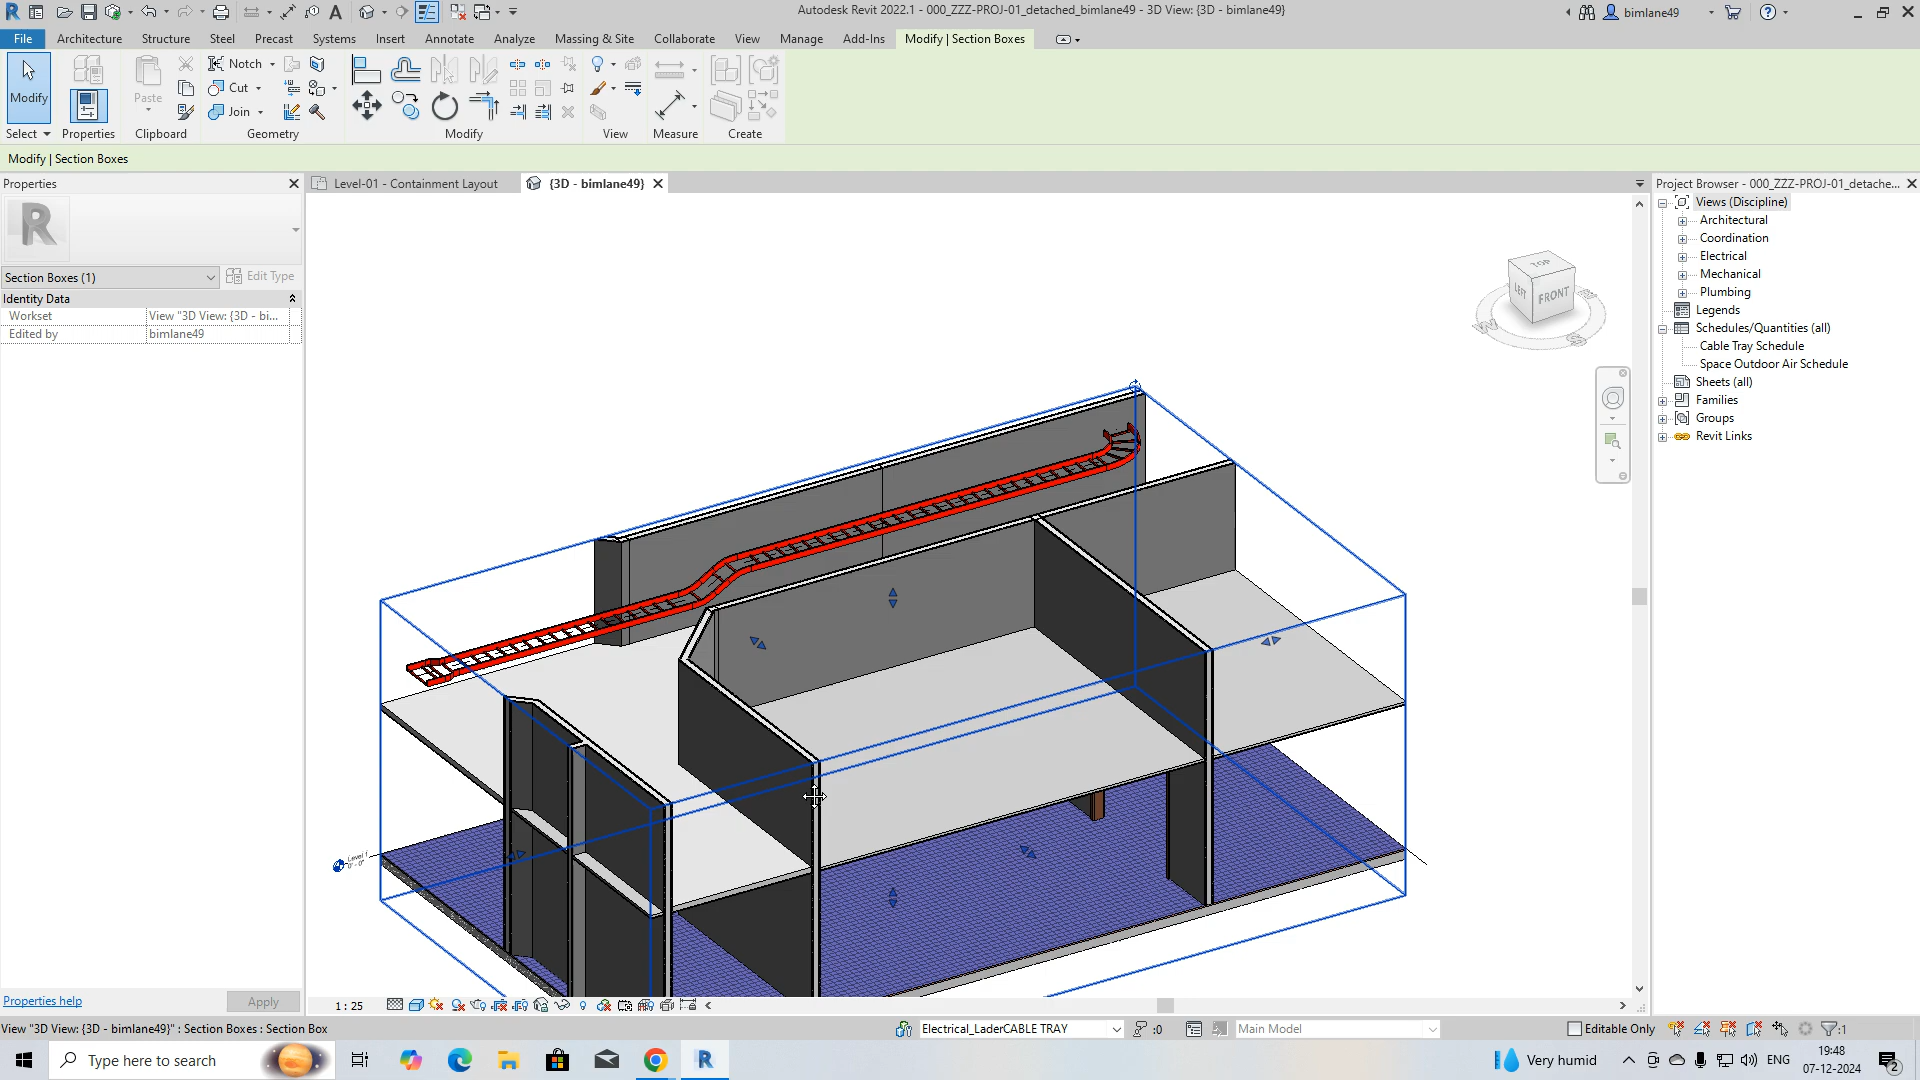 Autodesk Revit 2022.1 - 000_ZZZ-PROJ-01_detached_bimlane49 - 3D View: {3D - bimlane49}
bimlane49
File Architecture Structure Steel Precast Systems Insert Annotate Analyze Massing & Site Collaborate View Manage Add-Ins Modify | Section Boxes
Modify
Paste
Notch
Cut
Join
Select Properties Clipboard Geometry Modify View Measure Create
Modify | Section Boxes
Properties
Section Boxes (1)
Edit Type
Identity Data
Workset View "3D View: {3D - bi...
Edited by bimlane49
Properties help
Apply
Level-01 - Containment Layout
{3D - bimlane49}
TOP
LEFT
FRONT
W
S
E
Level 1
0' - 0"
1 : 25
Project Browser - 000_ZZZ-PROJ-01_detache...
Views (Discipline)
Architectural
Coordination
Electrical
Mechanical
Plumbing
Legends
Schedules/Quantities (all)
Cable Tray Schedule
Space Outdoor Air Schedule
Sheets (all)
Families
Groups
Revit Links
View "3D View: {3D - bimlane49}" : Section Boxes : Section Box
Electrical_LaderCABLE TRAY
:0
Main Model
Editable Only
:1
Type here to search
Very humid
ENG
19:48
07-12-2024
2